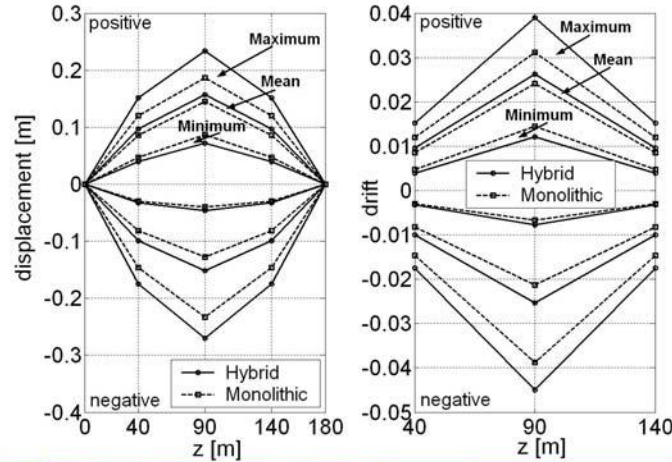 positive
Maximum
Mean
Minimum
negative
Hybrid
Monolithic
displacement [m]
0.3
0.2
0.1
0
-0.1
-0.2
-0.3
-0.4
0
40
90
140
180
z [m]
positive
Maximum
Mean
Minimum
Hybrid
Monolithic
negative
drift
0.04
0.03
0.02
0.01
0
-0.01
-0.02
-0.03
-0.04
-0.05
40
90
140
z [m]